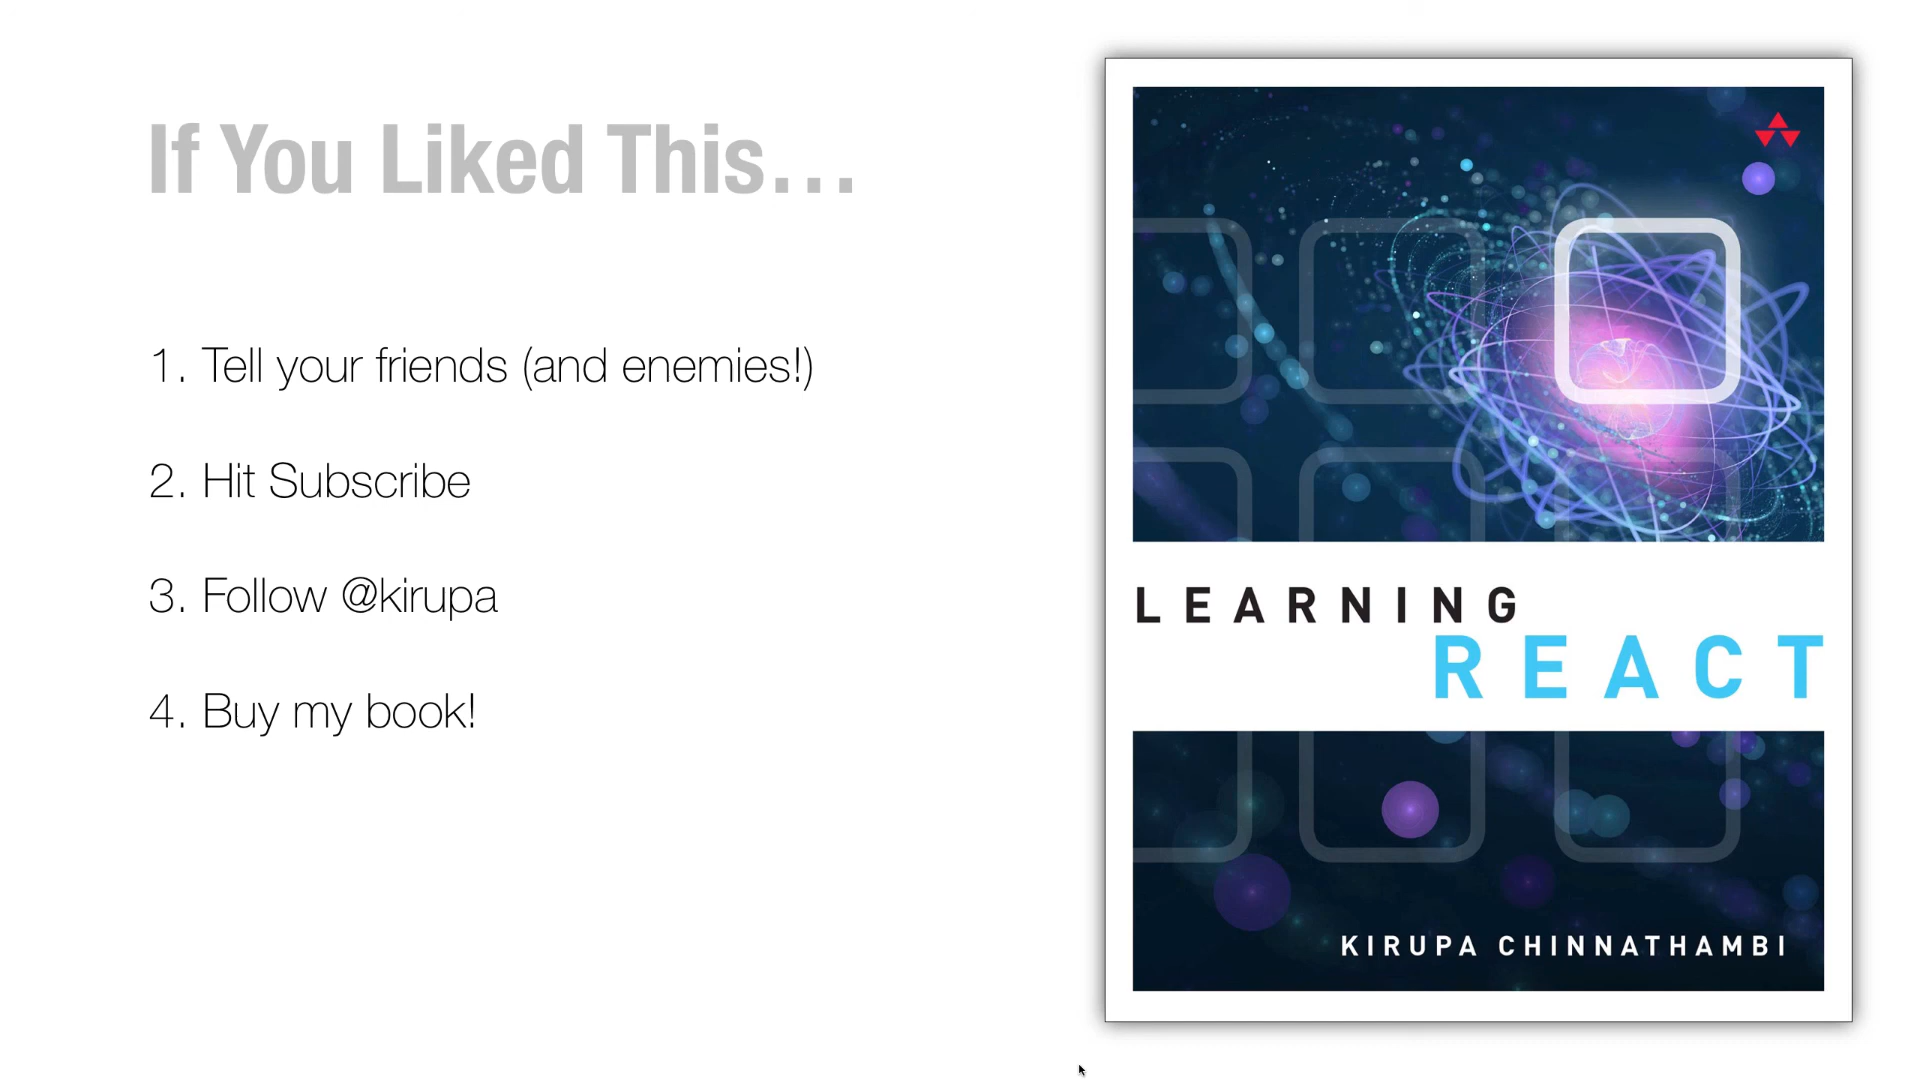 If You Liked This…
1. Tell your friends (and enemies!)
2. Hit Subscribe
3. Follow @kirupa
4. Buy my book!
LEARNING
REACT
KIRUPA CHINNATHAMBI